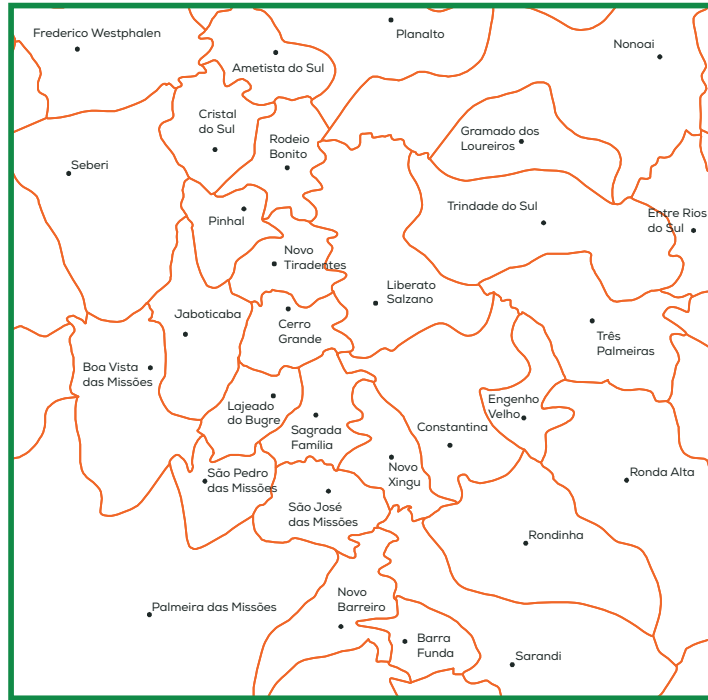 Frederico Westphalen
Planalto
Nonoai
Ametista do Sul
Cristal
do Sul
Gramado dos
Loureiros
Rodeio
Bonito
Seberi
Trindade do Sul
Entre Rios
do Sul
Pinhal
Novo
Tiradentes
Liberato
Salzano
Jaboticaba
Cerro
Grande
Três
Palmeiras
Boa Vista
das Missões
Engenho
Velho
Lajeado
do Bugre
Sagrada
Família
Constantina
São Pedro
das Missões
Novo
Xingu
Ronda Alta
São José
das Missões
Rondinha
Novo
Barreiro
Palmeira das Missões
Barra
Funda
Sarandi